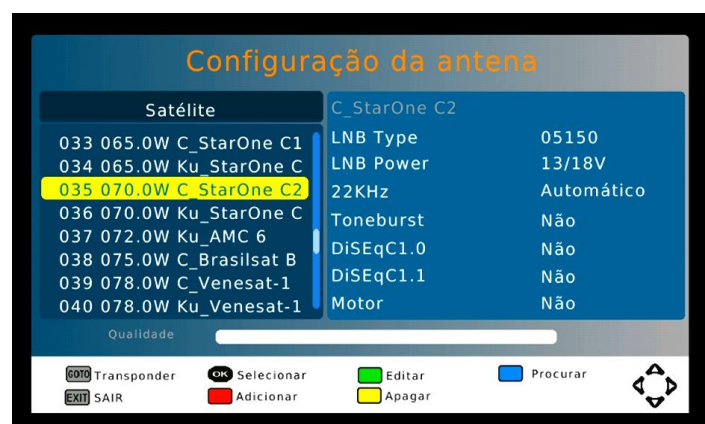 Configuração da antena
Satélite
033 065.0W C_StarOne C1
034 065.0W Ku_StarOne C
035 070.0W C_StarOne C2
036 070.0W Ku_StarOne C
037 072.0W Ku_AMC 6
038 075.0W C_Brasilsat B
039 078.0W C_Venesat-1
040 078.0W Ku_Venesat-1
C_StarOne C2
LNB Type 05150
LNB Power 13/18V
22KHz Automático
Toneburst Não
DiSEqC1.0 Não
DiSEqC1.1 Não
Motor Não
Qualidade
GOTO Transponder OK Selecionar Editar Procurar
EXIT SAIR Adicionar Apagar